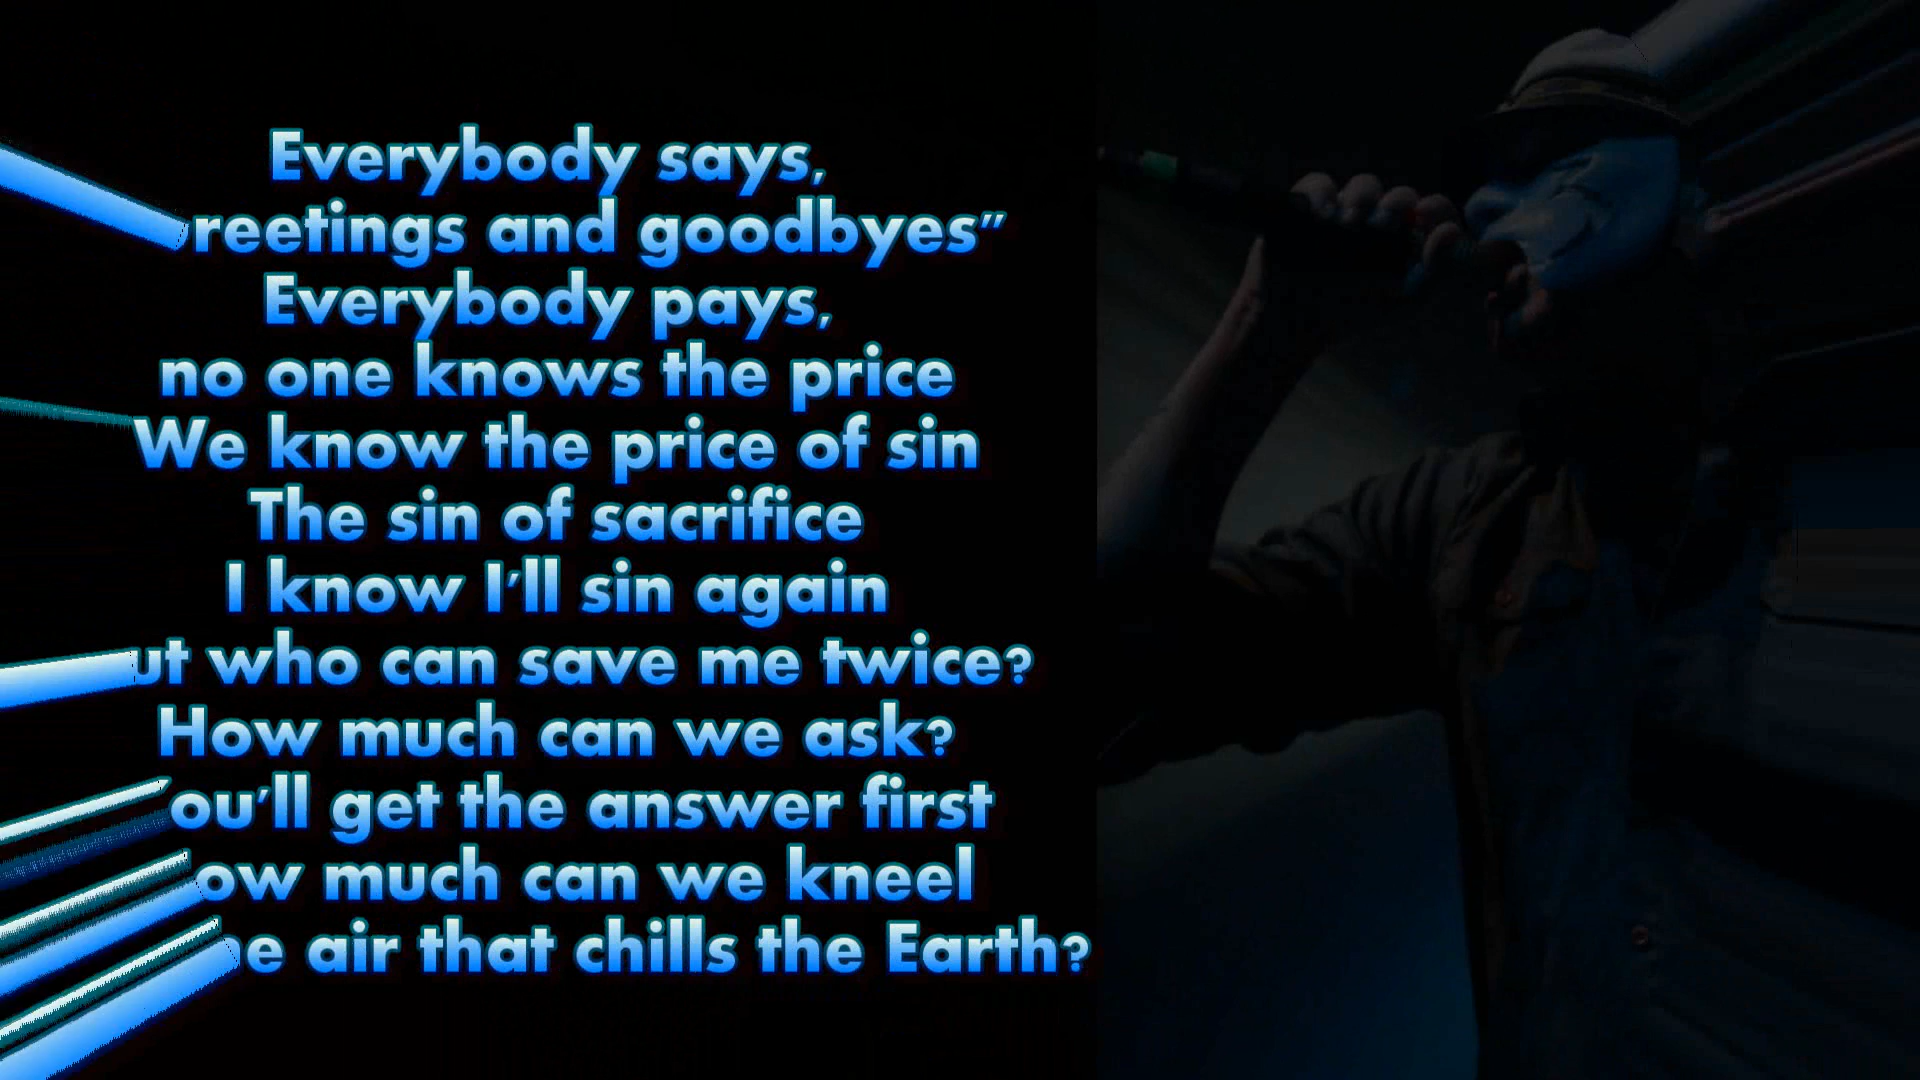 Everybody says,
reetings and goodbyes”
Everybody pays,
no one knows the price
We know the price of sin
The sin of sacrifice
I know I’ll sin again
ut who can save me twice?
How much can we ask?
ou’ll get the answer first
ow much can we kneel
e air that chills the Earth?